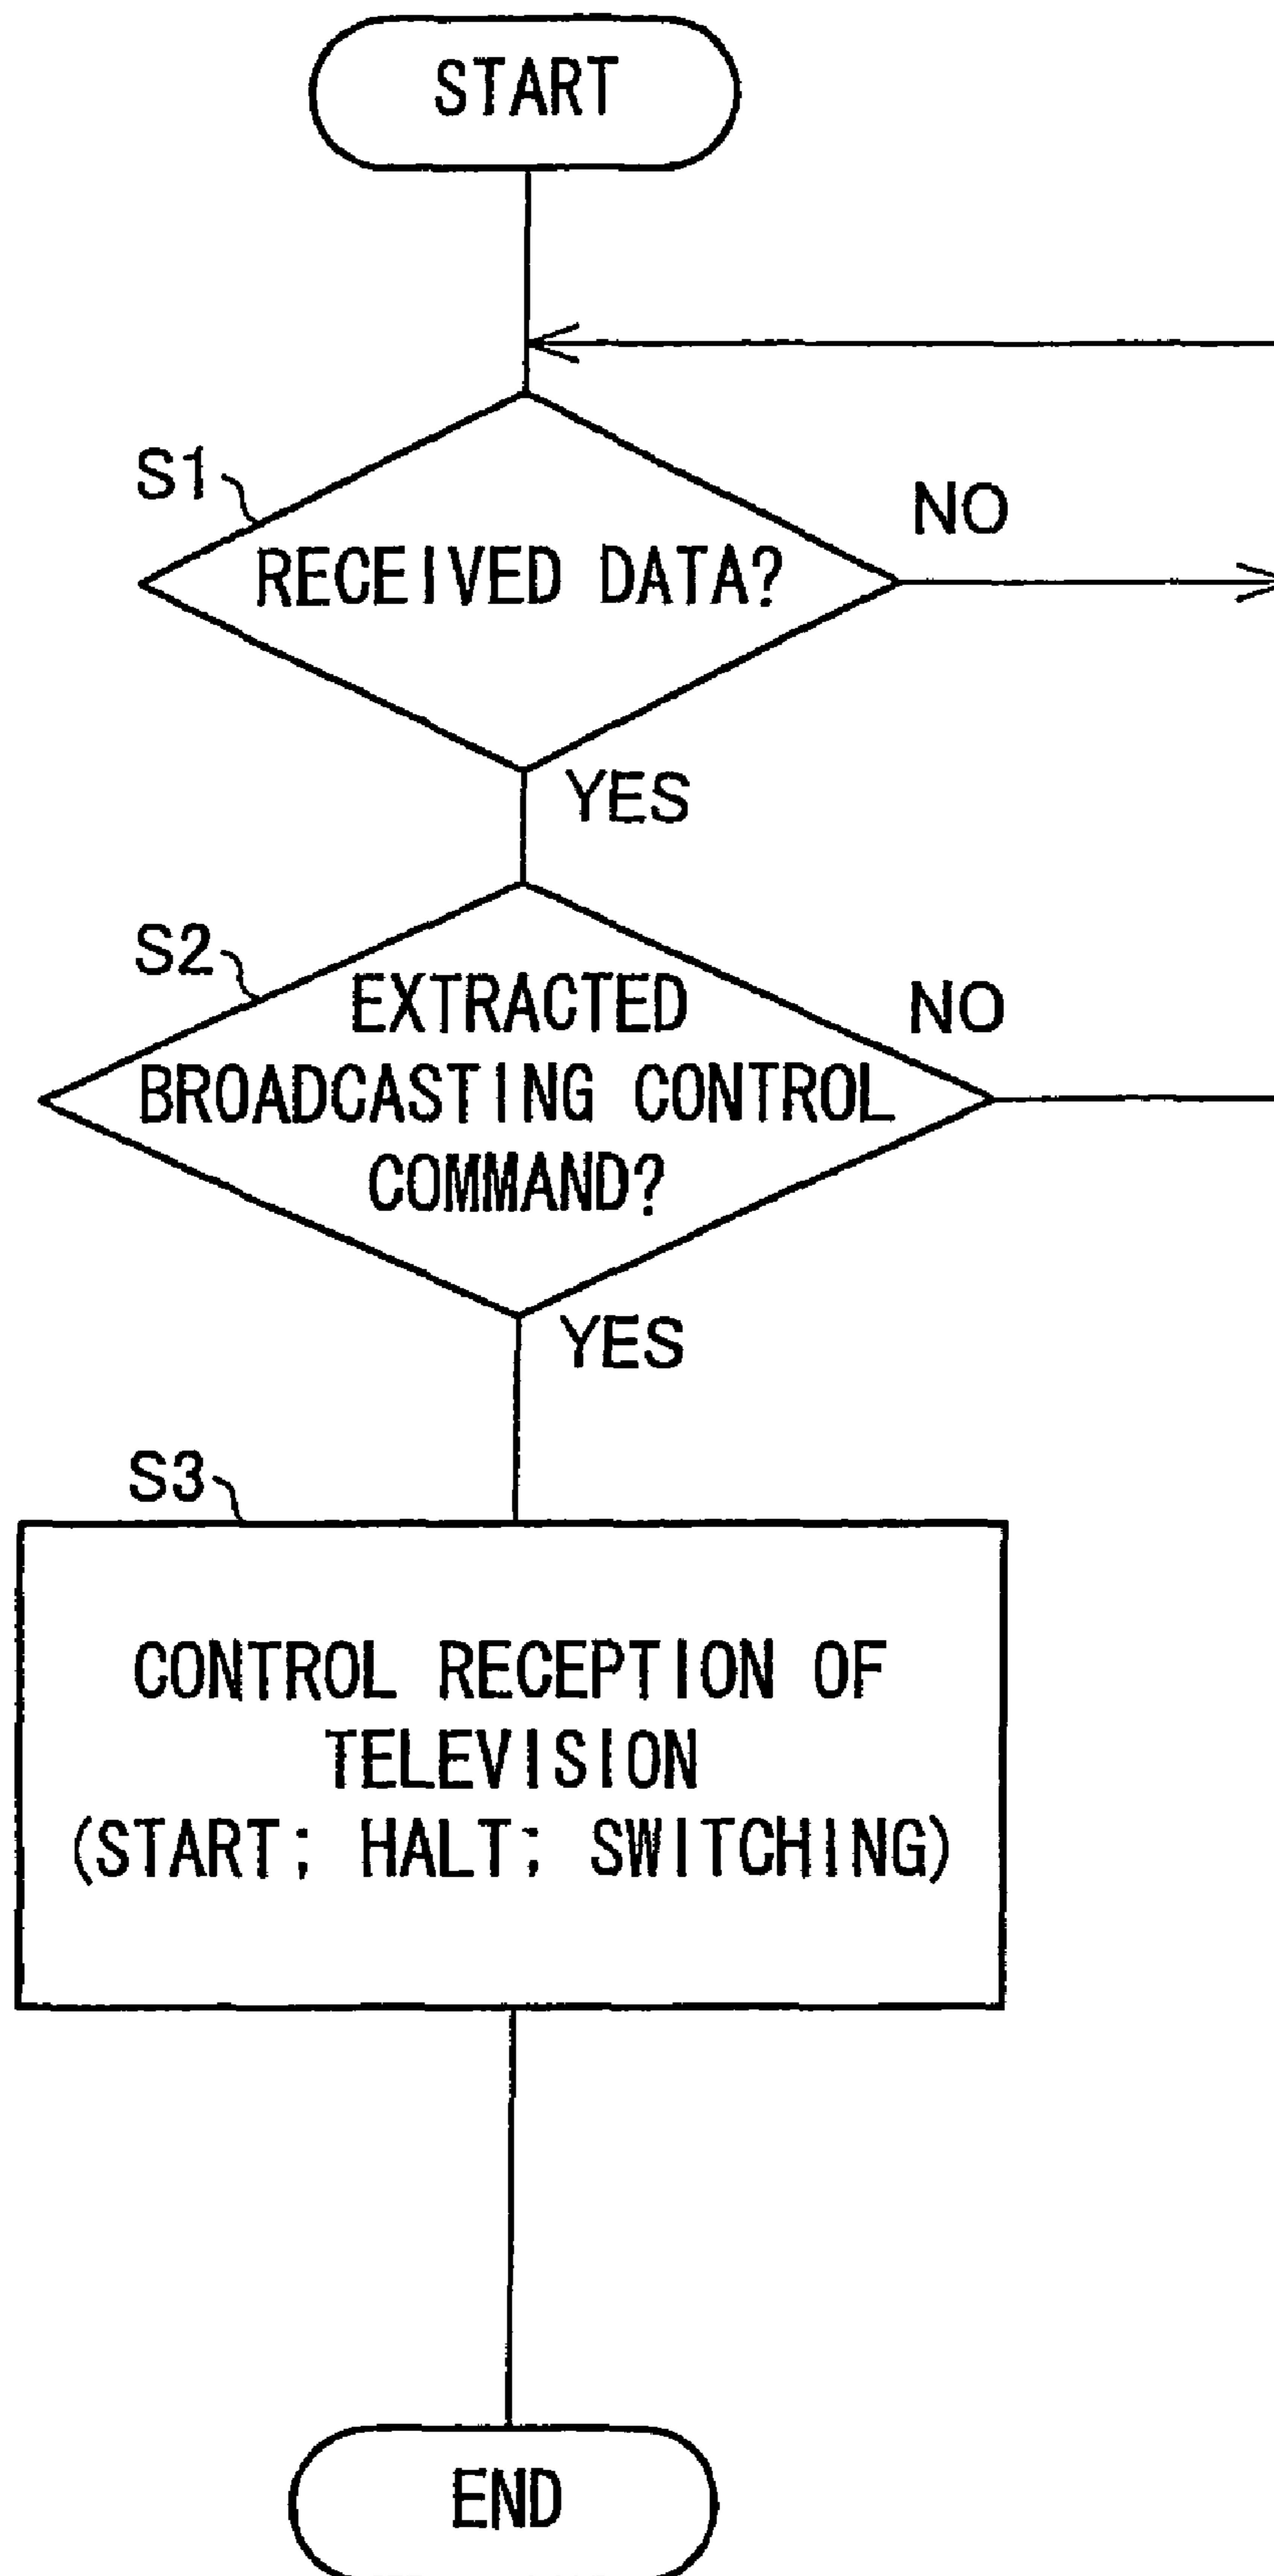 START
S1
RECEIVED DATA?
NO
YES
S2
EXTRACTED
BROADCASTING CONTROL
COMMAND?
NO
YES
S3
CONTROL RECEPTION OF
TELEVISION
(START; HALT; SWITCHING)
END